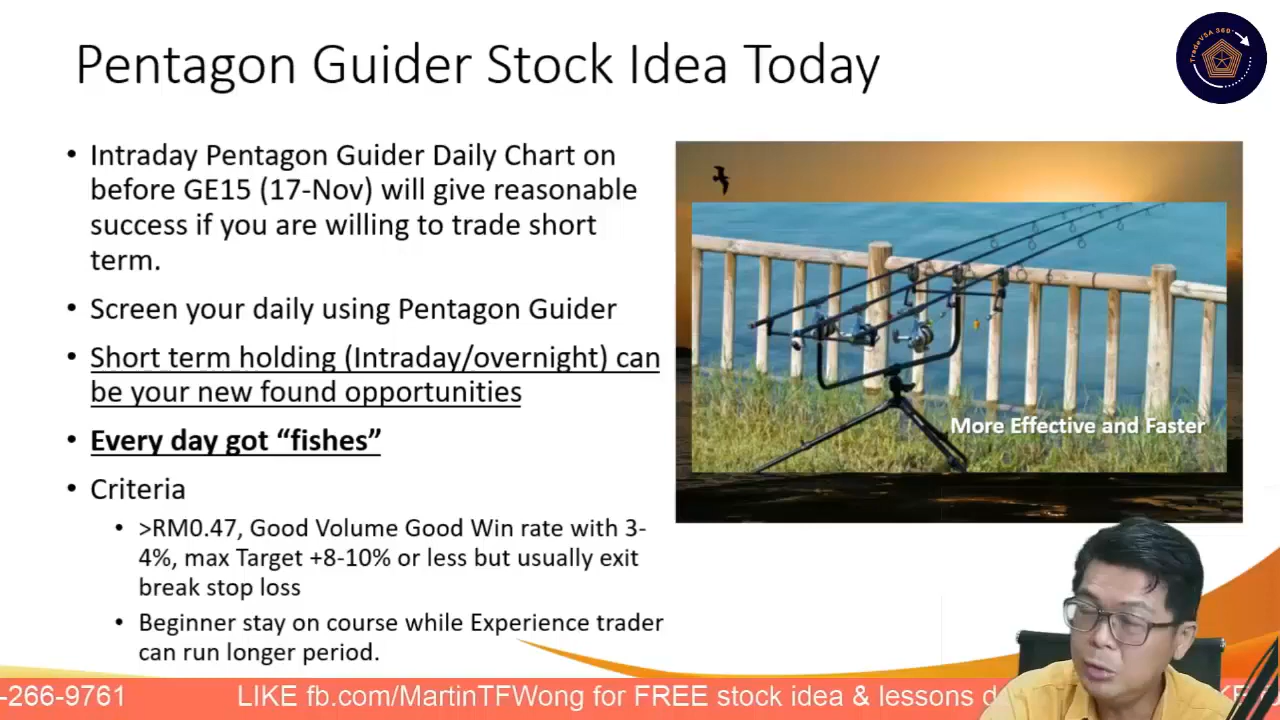 Pentagon Guider Stock Idea Today
TradeVSA 360°
• Intraday Pentagon Guider Daily Chart on
before GE15 (17-Nov) will give reasonable
success if you are willing to trade short
term.
• Screen your daily using Pentagon Guider
• Short term holding (Intraday/overnight) can
be your new found opportunities
• Every day got “fishes”
• Criteria
• >RM0.47, Good Volume Good Win rate with 3-
4%, max Target +8-10% or less but usually exit
break stop loss
• Beginner stay on course while Experience trader
can run longer period.
More Effective and Faster
-266-9761 LIKE fb.com/MartinTFWong for FREE stock idea & lessons